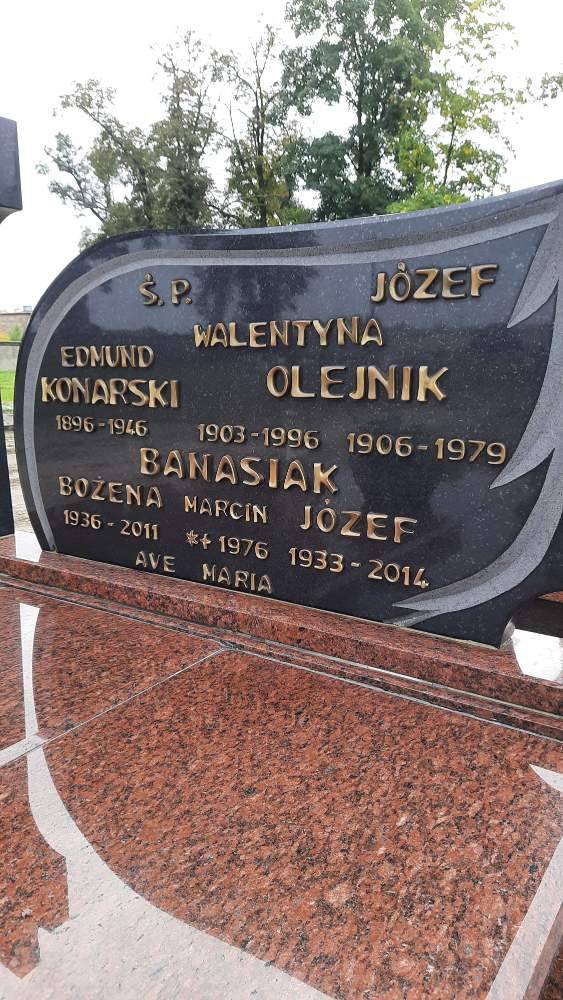 Ś. P. JÓZEF
WALENTYNA
EDMUND
KONARSKI OLEJNIK
1896-1946 1903-1996 1906-1979
BANASIAK
BOŻENA MARCIN JÓZEF
1936-2011 *+ 1976 1933-2014.
AVE MARIA